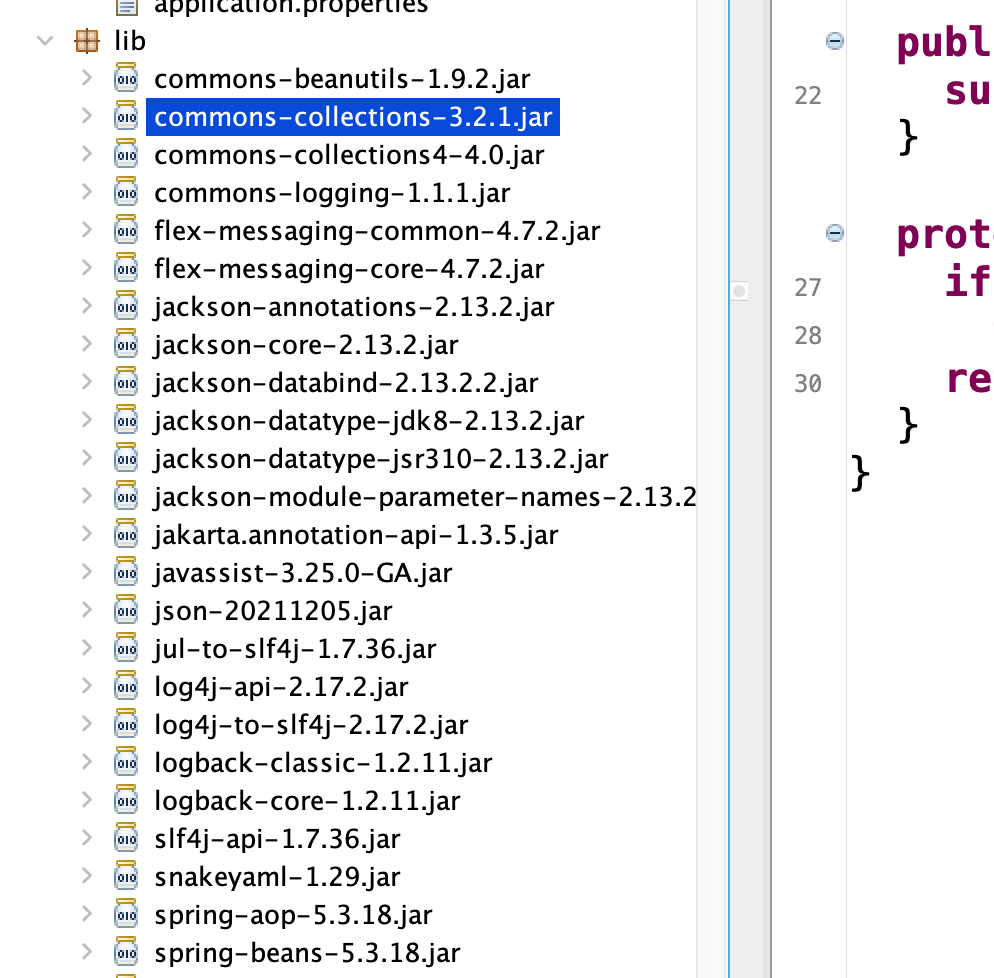 application.properties
lib
commons-beanutils-1.9.2.jar
commons-collections-3.2.1.jar
commons-collections4-4.0.jar
commons-logging-1.1.1.jar
flex-messaging-common-4.7.2.jar
flex-messaging-core-4.7.2.jar
jackson-annotations-2.13.2.jar
jackson-core-2.13.2.jar
jackson-databind-2.13.2.2.jar
jackson-datatype-jdk8-2.13.2.jar
jackson-datatype-jsr310-2.13.2.jar
jackson-module-parameter-names-2.13.2
jakarta.annotation-api-1.3.5.jar
javassist-3.25.0-GA.jar
json-20211205.jar
jul-to-slf4j-1.7.36.jar
log4j-api-2.17.2.jar
log4j-to-slf4j-2.17.2.jar
logback-classic-1.2.11.jar
logback-core-1.2.11.jar
slf4j-api-1.7.36.jar
snakeyaml-1.29.jar
spring-aop-5.3.18.jar
spring-beans-5.3.18.jar
publ
22 su
}
prot
27 if
28
30 re
}
}